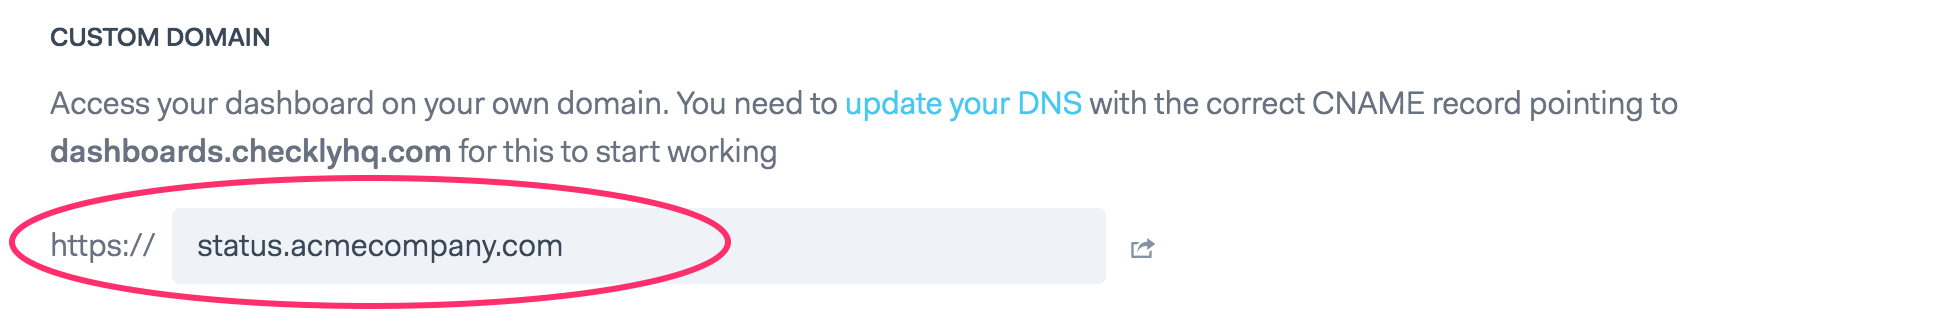 CUSTOM DOMAIN
Access your dashboard on your own domain. You need to update your DNS with the correct CNAME record pointing to
dashboards.checklyhq.com for this to start working
https:// status.acmecompany.com